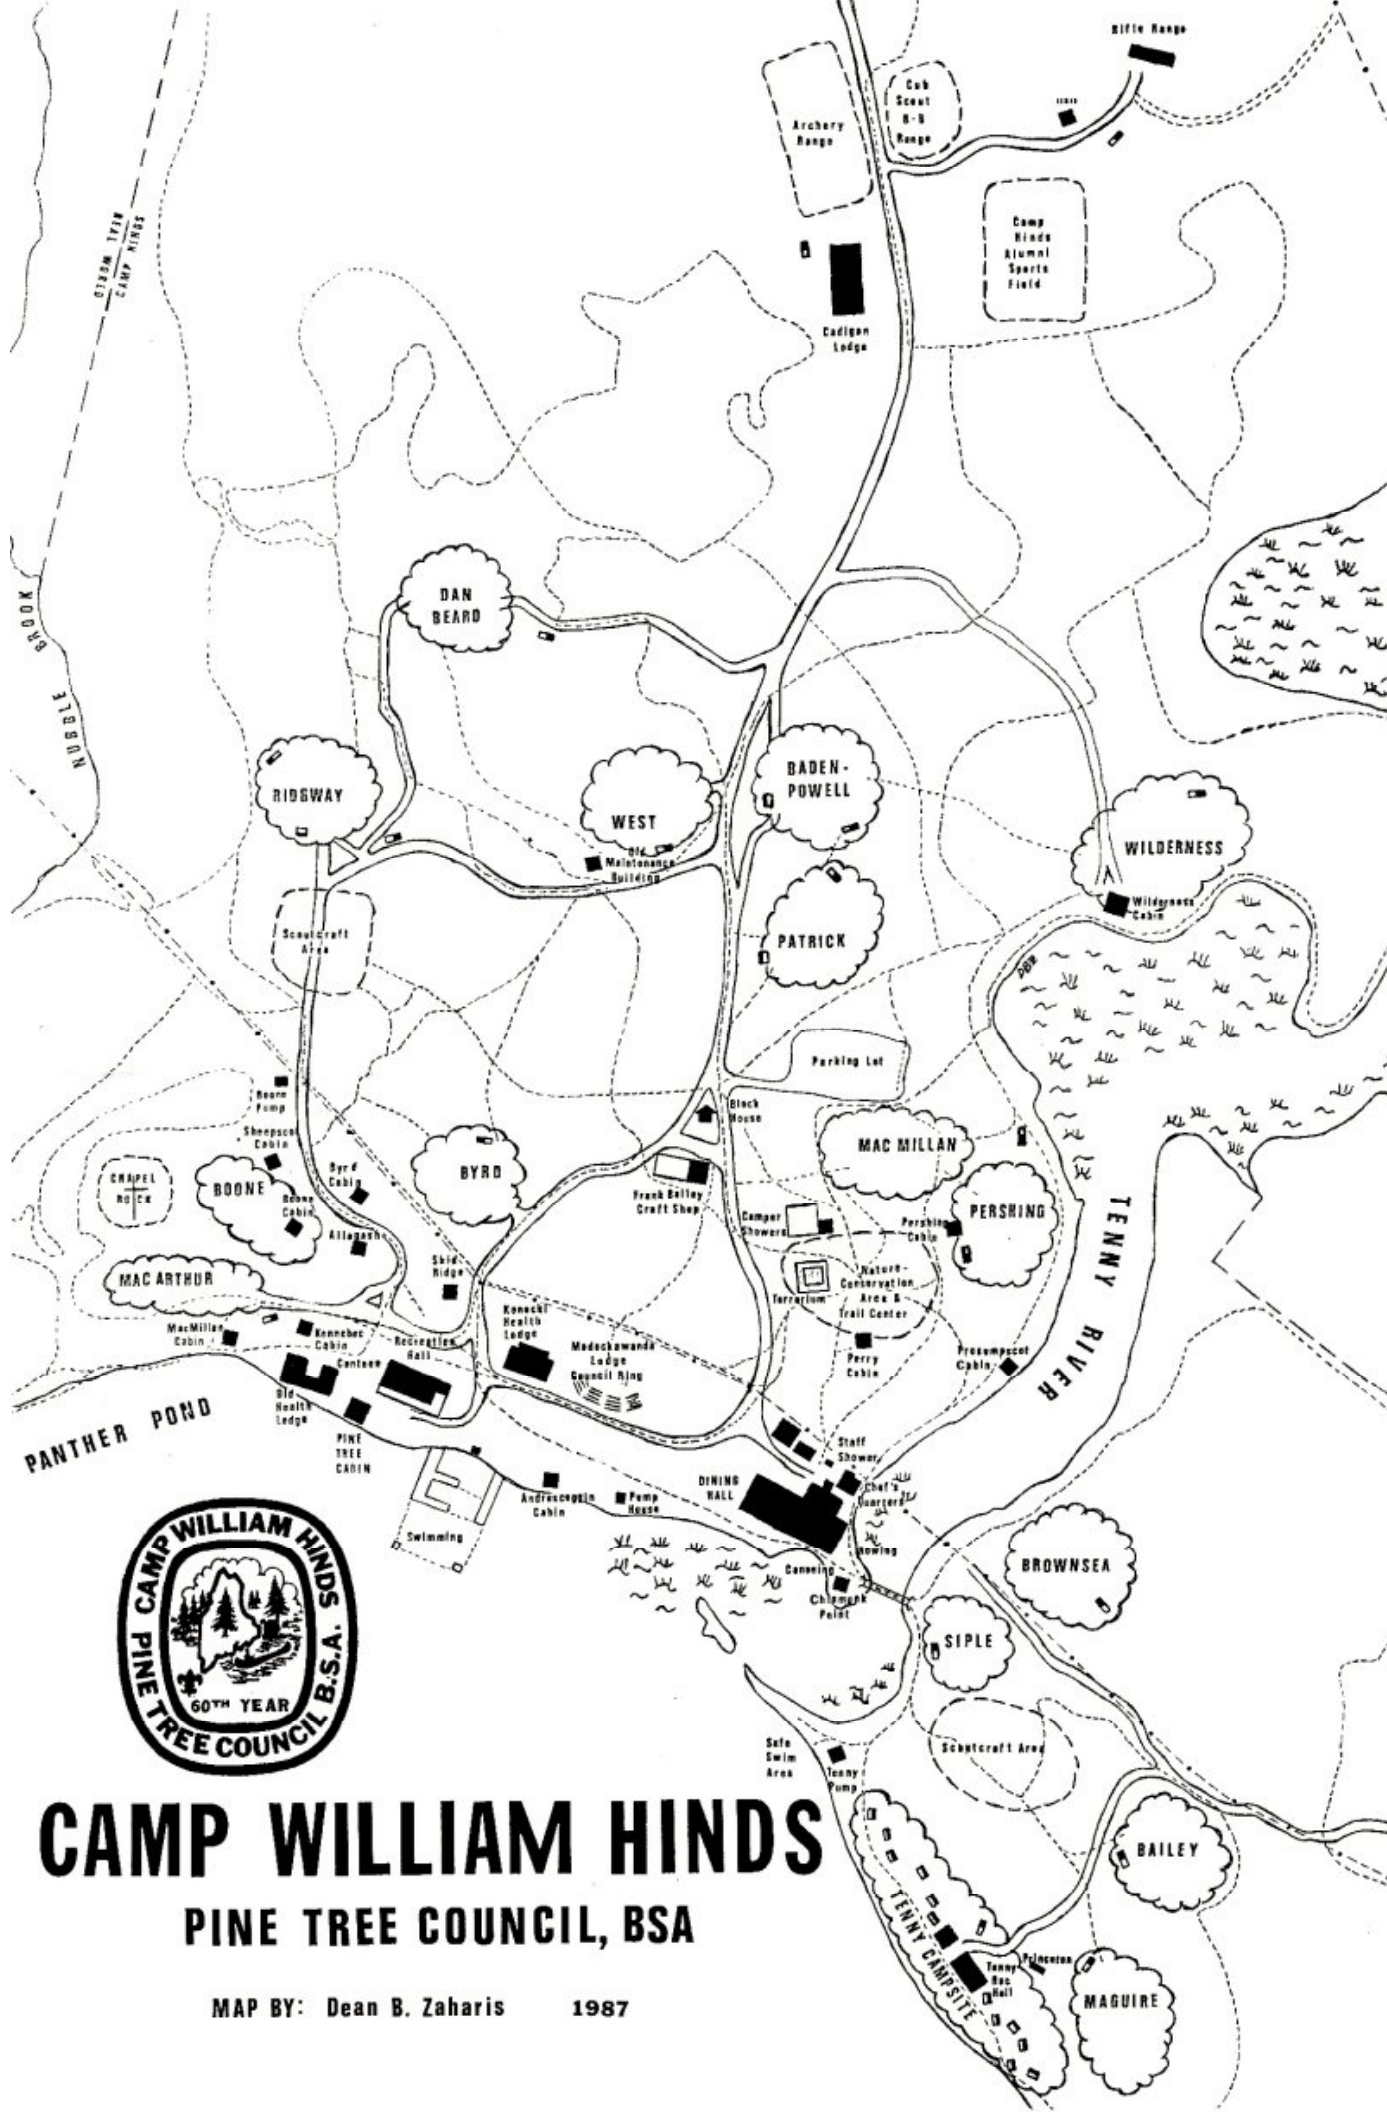 Rifle Range
Cub
Scout
B-B
Range
Archery
Range
Camp
Hinds
Alumni
Sports
Field
REAL WORLD
CAMP HINDS
Cadigan
Lodge
DAN
BEARD
NUBBLE BROOK
RIDGWAY
WEST
BADEN-
POWELL
Old
Maintenance
Building
WILDERNESS
Wilderness
Cabin
PATRICK
Scoutcraft
Area
DBZ
Parking Lot
Boone
Pump
Block
House
Sheepscot
Cabin
MAC MILLAN
CHAPEL
ROCK
BOONE
Byrd
Cabin
BYRD
Boone
Cabin
Frank Bailey
Craft Shop
Camper
Showers
Pershing
Cabin
PERSHING
Allagash
MAC ARTHUR
Skid
Ridge
Nature-
Conservation
Area &
Trail Center
Terrarium
TENNY RIVER
MacMillan
Cabin
Kennebec
Cabin
Recreation
Hall
Canteen
Health
Lodge
Madockawanda
Lodge
Council Ring
Perry
Cabin
Presumpscot
Cabin
Old
Health
Lodge
PANTHER POND
PINE
TREE
CABIN
Staff
Shower
DINING
HALL
Chef's
Quarters
Androscoggin
Cabin
Pump
House
Swimming
Rowing
Canoeing
Chipmunk
Point
BROWNSEA
SIPLE
CAMP WILLIAM HINDS
PINE TREE COUNCIL B.S.A.
60TH YEAR
Scoutcraft Area
Safe
Swim
Area
Tenny
Pump
CAMP WILLIAM HINDS
BAILEY
PINE TREE COUNCIL, BSA
TENNY CAMPSITE
Tenny
Rec
Hall
Princeton
MAGUIRE
MAP BY: Dean B. Zaharis 1987